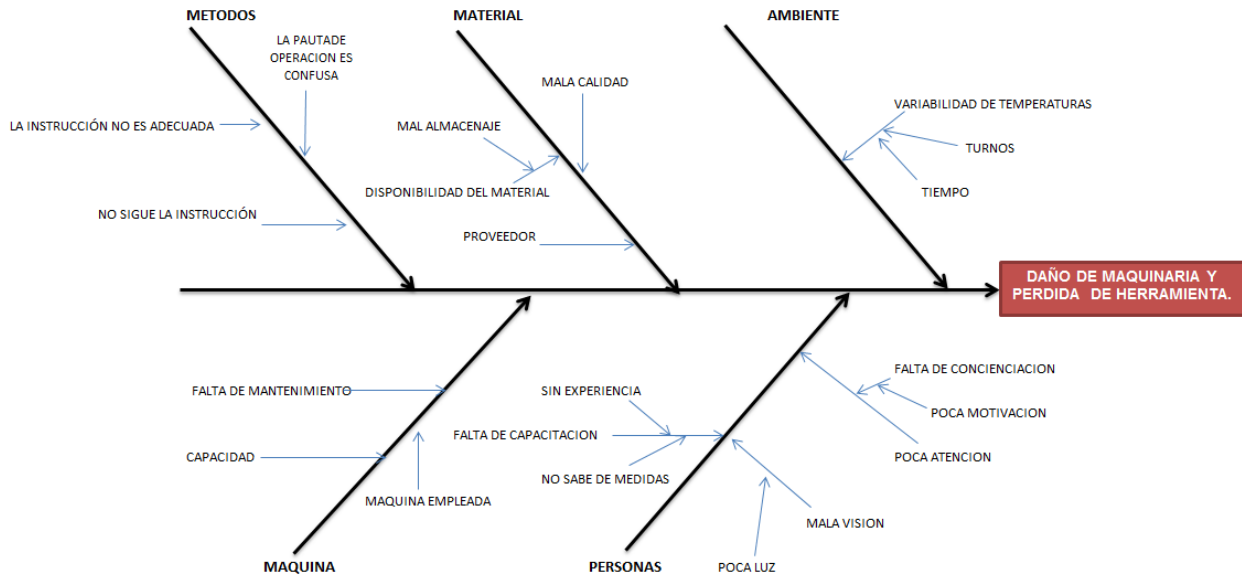 METODOS
MATERIAL
AMBIENTE
LA PAUTADE
OPERACION ES
CONFUSA
MALA CALIDAD
VARIABILIDAD DE TEMPERATURAS
LA INSTRUCCIÓN NO ES ADECUADA
MAL ALMACENAJE
TURNOS
DISPONIBILIDAD DEL MATERIAL
TIEMPO
NO SIGUE LA INSTRUCCIÓN
PROVEEDOR
DAÑO DE MAQUINARIA Y
PERDIDA DE HERRAMIENTA.
FALTA DE MANTENIMIENTO
SIN EXPERIENCIA
FALTA DE CONCIENCIACION
POCA MOTIVACION
FALTA DE CAPACITACION
CAPACIDAD
POCA ATENCION
NO SABE DE MEDIDAS
MAQUINA EMPLEADA
MALA VISION
MAQUINA
PERSONAS
POCA LUZ